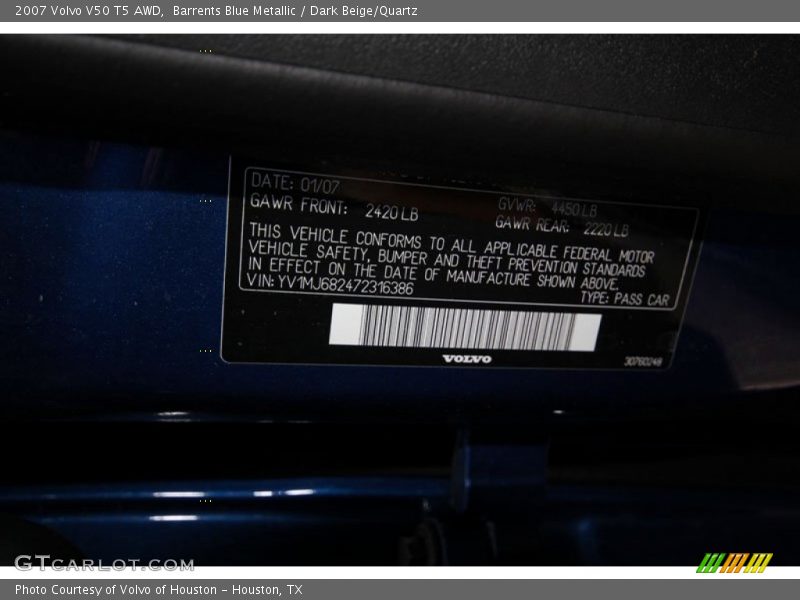 2007 Volvo V50 T5 AWD,  Barrents Blue Metallic / Dark Beige/Quartz
DATE: 01/07
GVWR: 4450 LB
GAWR FRONT: 2420 LB
GAWR REAR: 2220 LB
THIS VEHICLE CONFORMS TO ALL APPLICABLE FEDERAL MOTOR
VEHICLE SAFETY, BUMPER AND THEFT PREVENTION STANDARDS
IN EFFECT ON THE DATE OF MANUFACTURE SHOWN ABOVE.
VIN: YV1MJ682472316386
TYPE: PASS CAR
VOLVO
30760248
GTCARLOT.COM
Photo Courtesy of Volvo of Houston - Houston, TX